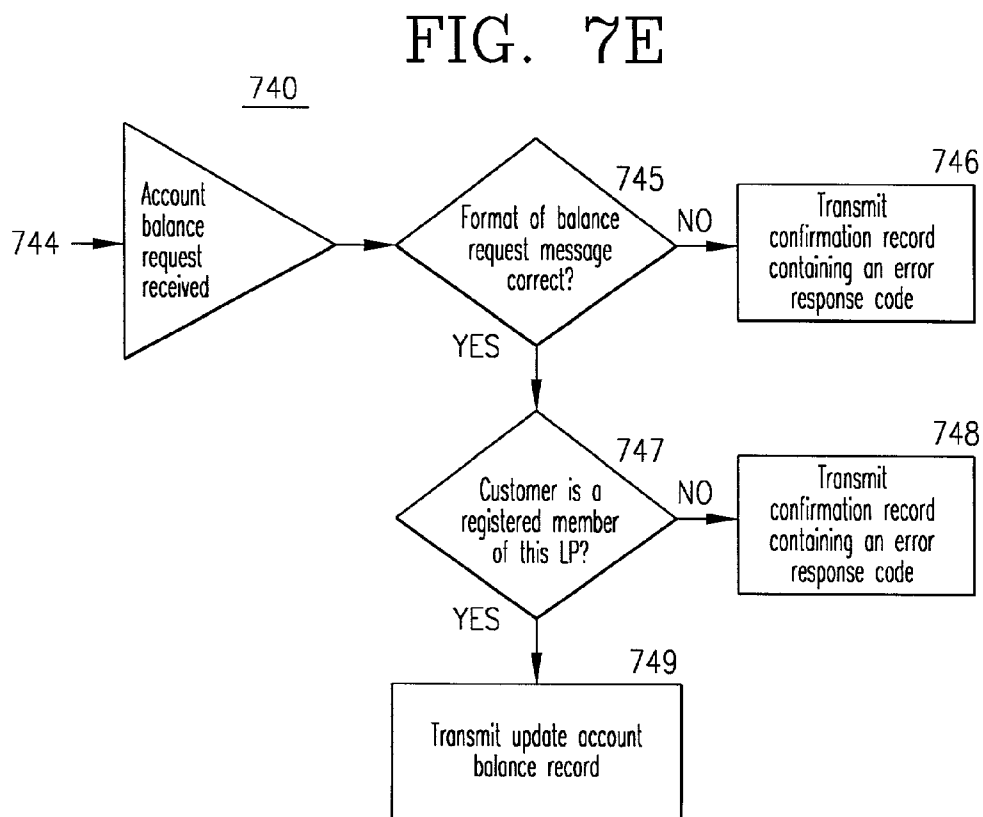 FIG. 7E
740
744
Account
balance
request
received
745
Format of balance
request message
correct?
NO
746
Transmit
confirmation record
containing an error
response code
YES
747
Customer is a
registered member
of this LP?
NO
748
Transmit
confirmation record
containing an error
response code
YES
749
Transmit update account
balance record